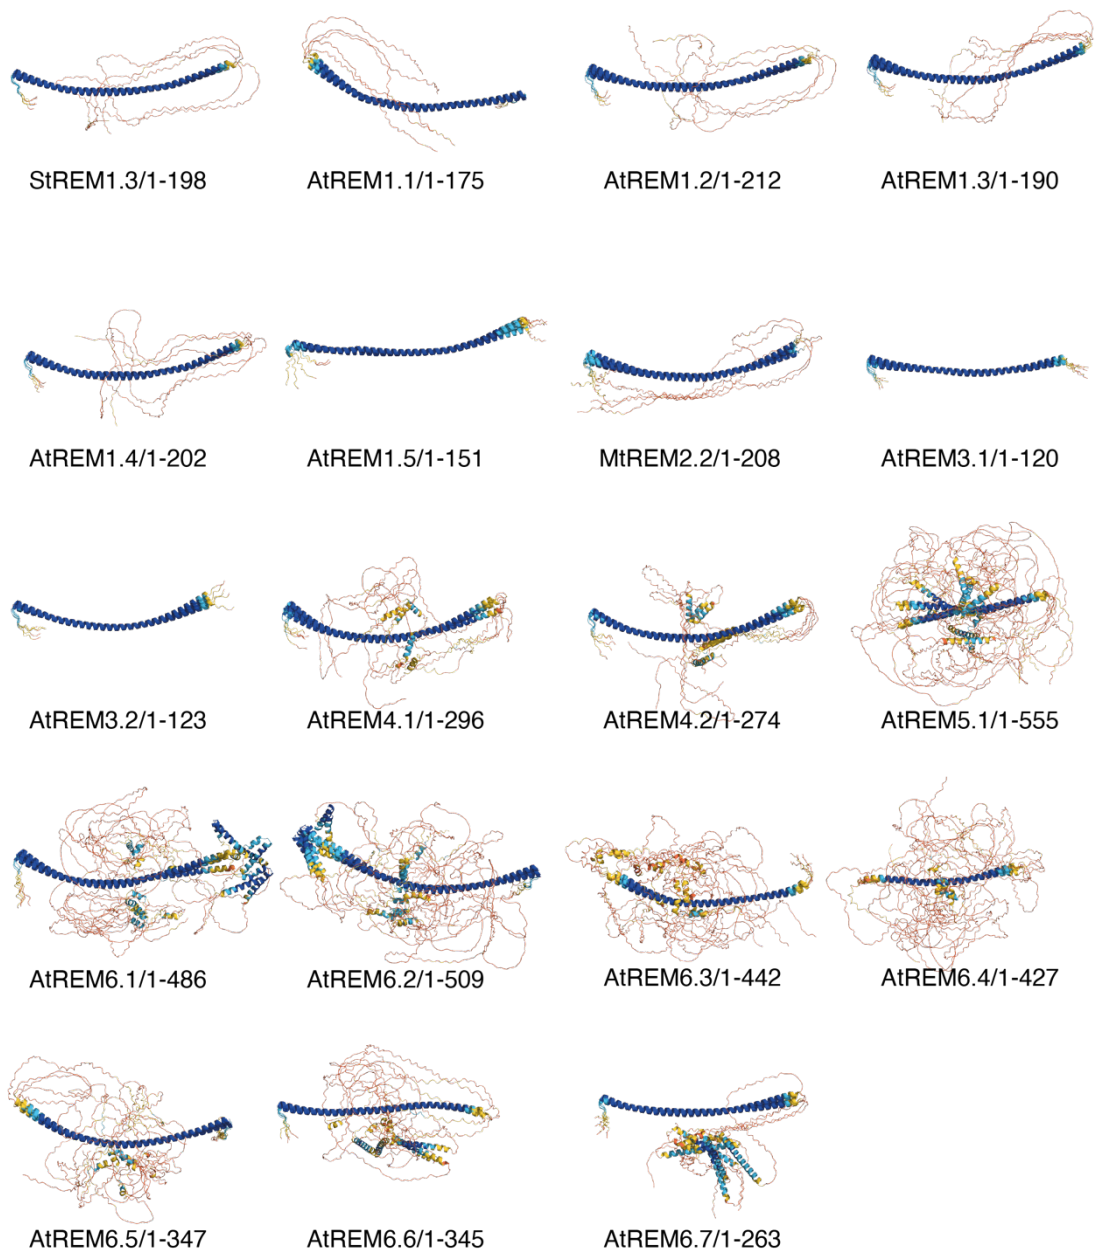 StREM1.3/1-198 AtREM1.1/1-175 AtREM1.2/1-212 AtREM1.3/1-190
AtREM1.4/1-202 AtREM1.5/1-151 MtREM2.2/1-208 AtREM3.1/1-120
AtREM3.2/1-123 AtREM4.1/1-296 AtREM4.2/1-274 AtREM5.1/1-555
AtREM6.1/1-486 AtREM6.2/1-509 AtREM6.3/1-442 AtREM6.4/1-427
AtREM6.5/1-347 AtREM6.6/1-345 AtREM6.7/1-263